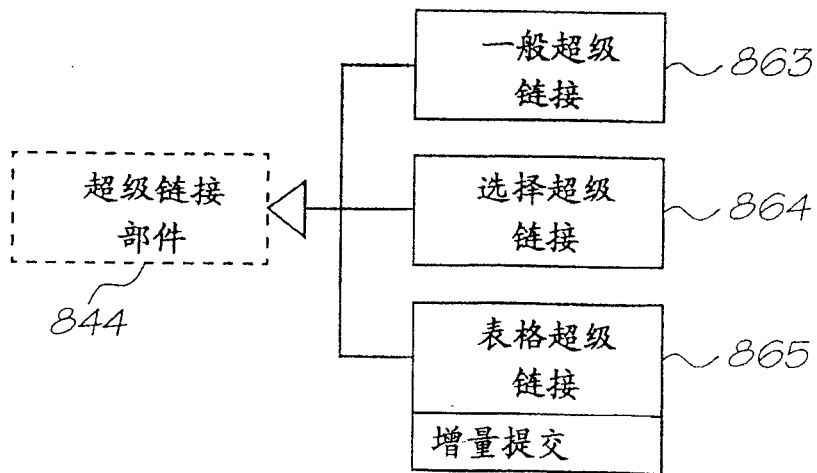 一般超级
链接
863
超级链接
部件
844
选择超级
链接
864
表格超级
链接
865
增量提交